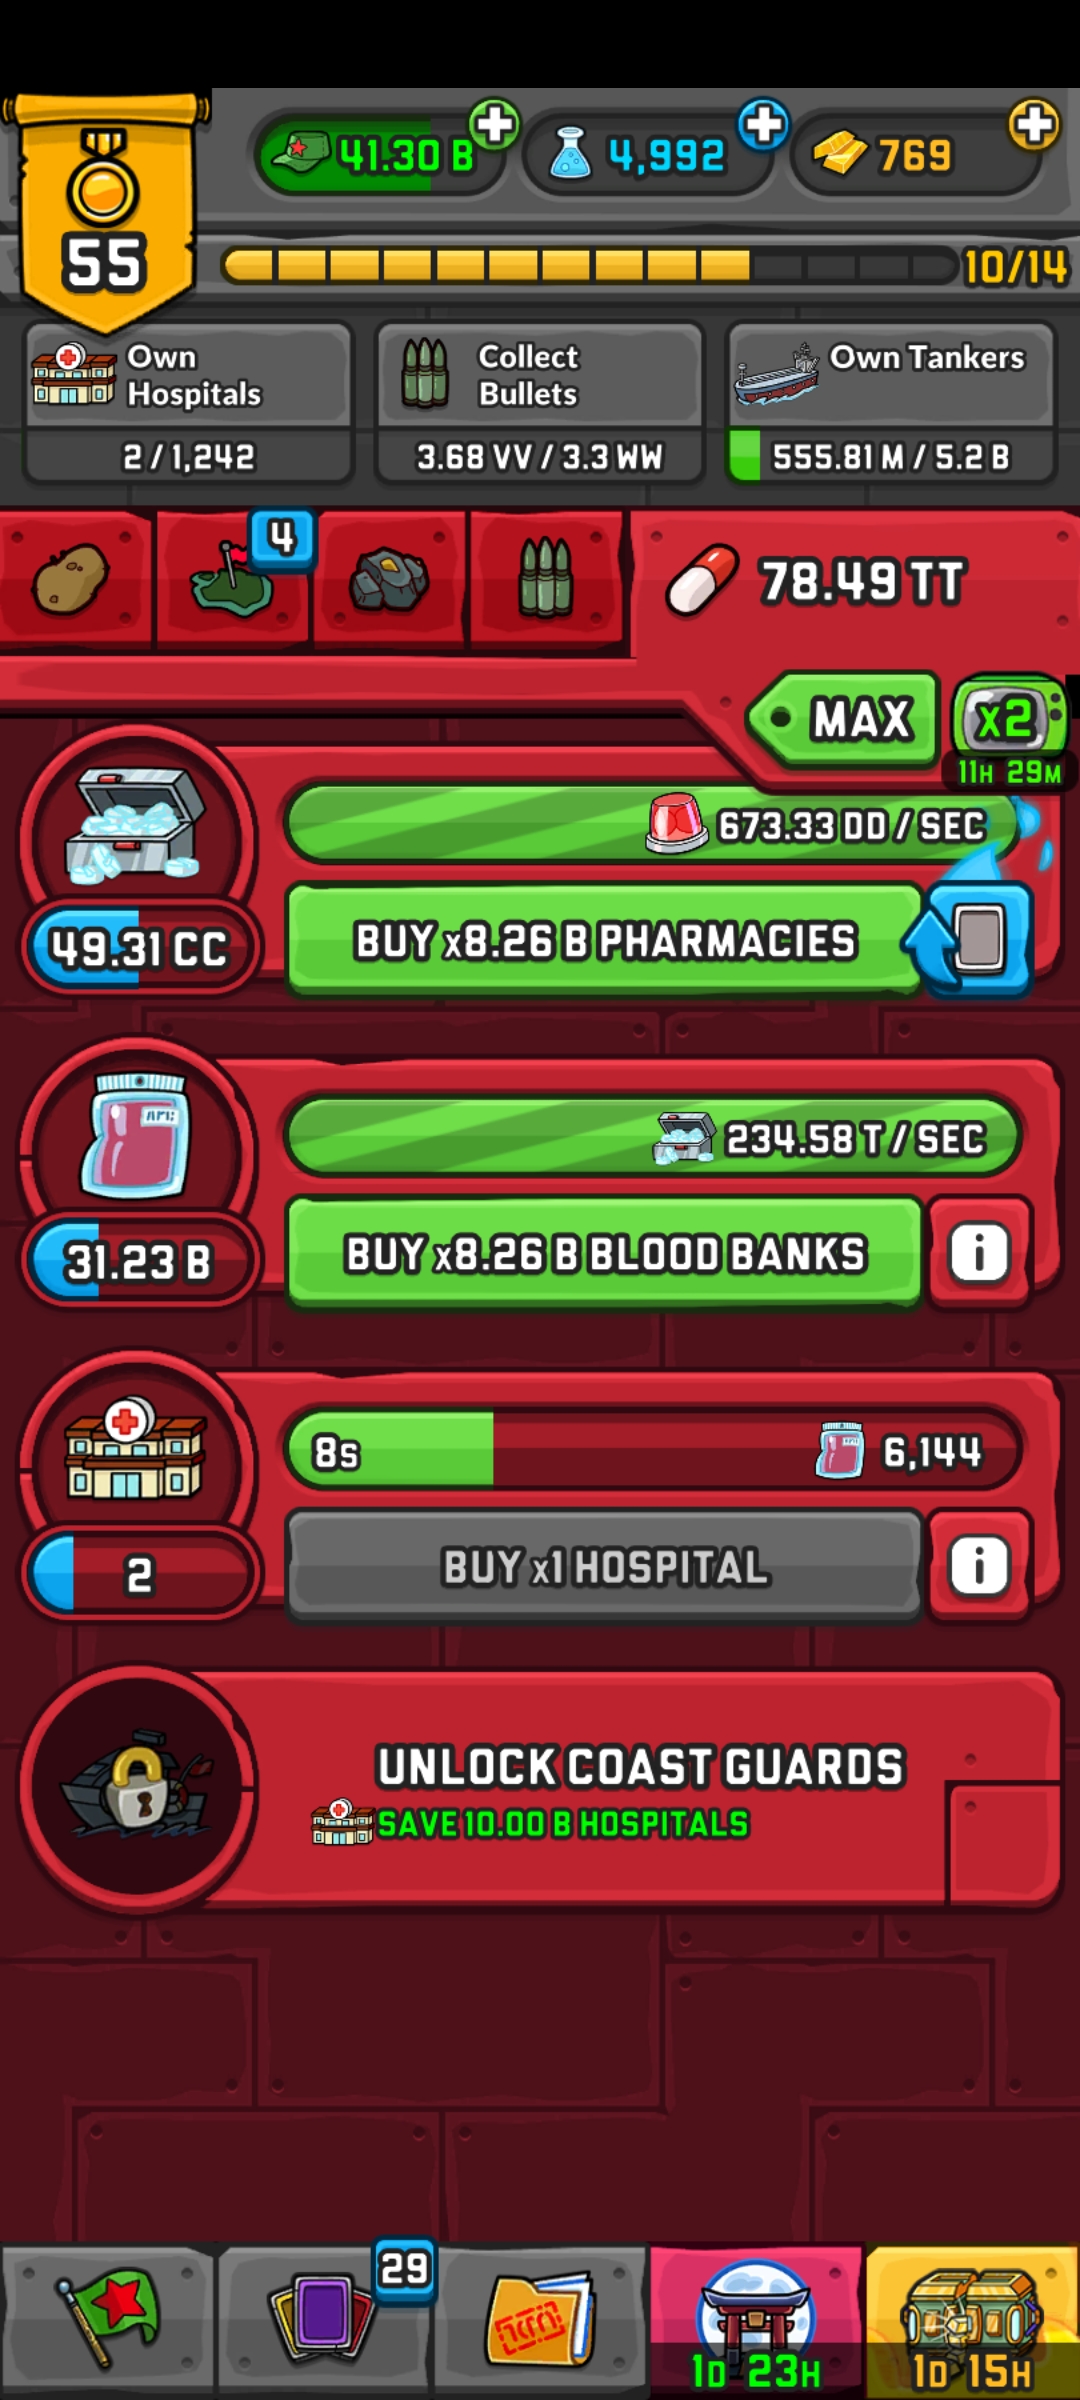 41.30 B
4,992
769
55
10/14
Own
Hospitals
2 / 1,242
Collect
Bullets
3.68 VV / 3.3 WW
Own Tankers
555.81 M / 5.2 B
4
78.49 TT
MAX
x2
11H 29M
673.33 DD / SEC
49.31 CC
BUY x8.26 B PHARMACIES
234.58 T / SEC
31.23 B
BUY x8.26 B BLOOD BANKS
i
8s
6,144
2
BUY x1 HOSPITAL
i
UNLOCK COAST GUARDS
SAVE 10.00 B HOSPITALS
29
1D 23H
1D 15H